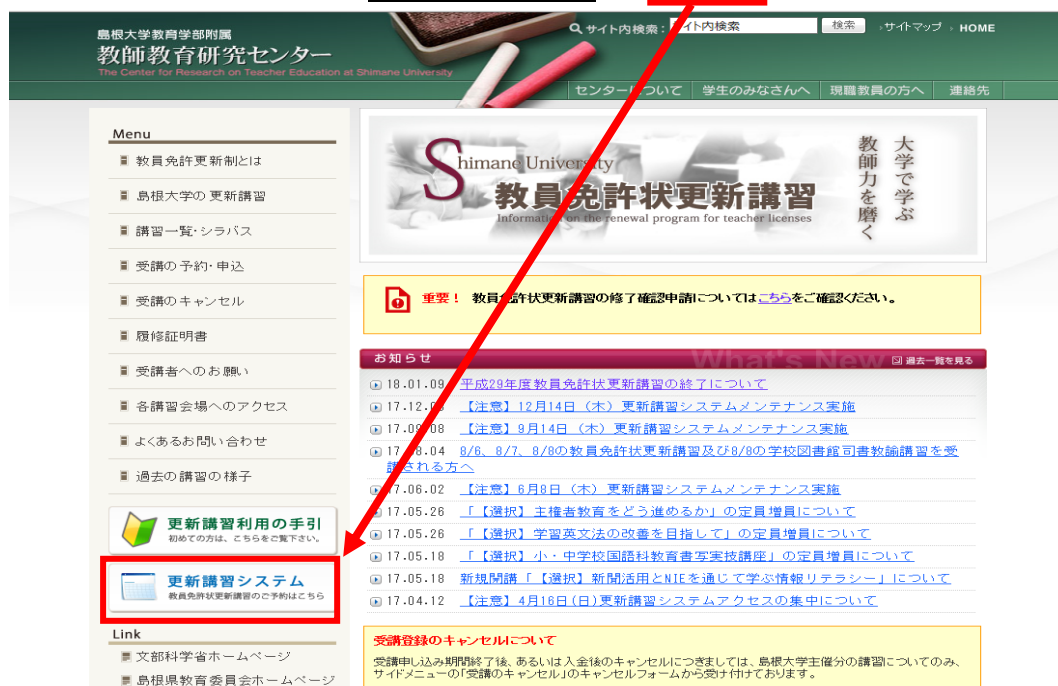 島根大学教育学部附属
教師教育研究センター
The Center for Research on Teacher Education at Shimane University
サイト内検索: サイト内検索 検索 サイトマップ HOME
センターについて 学生のみなさんへ 現職教員の方へ 連絡先
Menu
教員免許更新制とは
島根大学の更新講習
講習一覧・シラバス
受講の予約・申込
受講のキャンセル
履修証明書
受講者へのお願い
各講習会場へのアクセス
よくあるお問い合わせ
過去の講習の様子
更新講習利用の手引
初めての方は、こちらをご覧下さい。
更新講習システム
教員免許状更新講習のご予約はこちら
Link
文部科学省ホームページ
島根県教育委員会ホームページ
Shimane University
教員免許状更新講習
Information on the renewal program for teacher licenses
大学で学ぶ
教師力を磨く
重要! 教員免許状更新講習の修了確認申請についてはこちらをご確認ください。
お知らせ What's New 過去一覧を見る
18.01.09 平成29年度教員免許状更新講習の終了について
17.12.0 【注意】12月14日(木)更新講習システムメンテナンス実施
17.09.08 【注意】9月14日(木)更新講習システムメンテナンス実施
17.08.04 8/6、8/7、8/8の教員免許状更新講習及び8/8の学校図書館司書教諭講習を受
講される方へ
17.06.02 【注意】6月8日(木)更新講習システムメンテナンス実施
17.05.26 「【選択】主権者教育をどう進めるか」の定員増員について
17.05.26 「【選択】学習英文法の改善を目指して」の定員増員について
17.05.18 「【選択】小・中学校国語科教育書写実技講座」の定員増員について
17.05.18 新規開講「【選択】新聞活用とNIEを通じて学ぶ情報リテラシー」について
17.04.12 【注意】4月16日(日)更新講習システムアクセスの集中について
受講登録のキャンセルについて
受講申し込み期間終了後、あるいは入金後のキャンセルにつきましては、島根大学主催分の講習についてのみ、
サイドメニューの「受講のキャンセル」のキャンセルフォームから受け付けております。